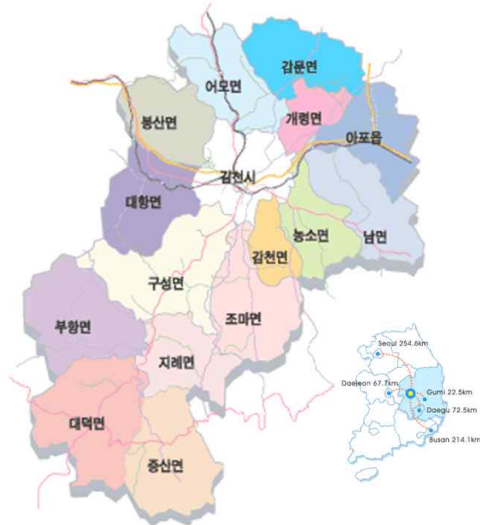 감문면
어모면
개령면
봉산면
아포읍
김천시
대항면
농소면
남면
감천면
구성면
조마면
부항면
지례면
대덕면
증산면
Seoul 254.6km
Daejeon 67.7km
Gumi 22.5km
Daegu 72.5km
Busan 214.1km